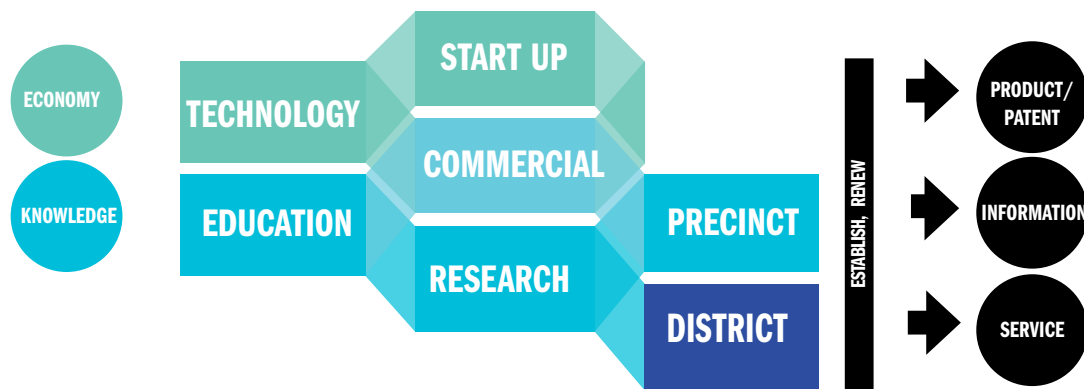 ECONOMY
KNOWLEDGE
TECHNOLOGY
EDUCATION
START UP
COMMERCIAL
RESEARCH
PRECINCT
DISTRICT
ESTABLISH, RENEW
PRODUCT/
PATENT
INFORMATION
SERVICE